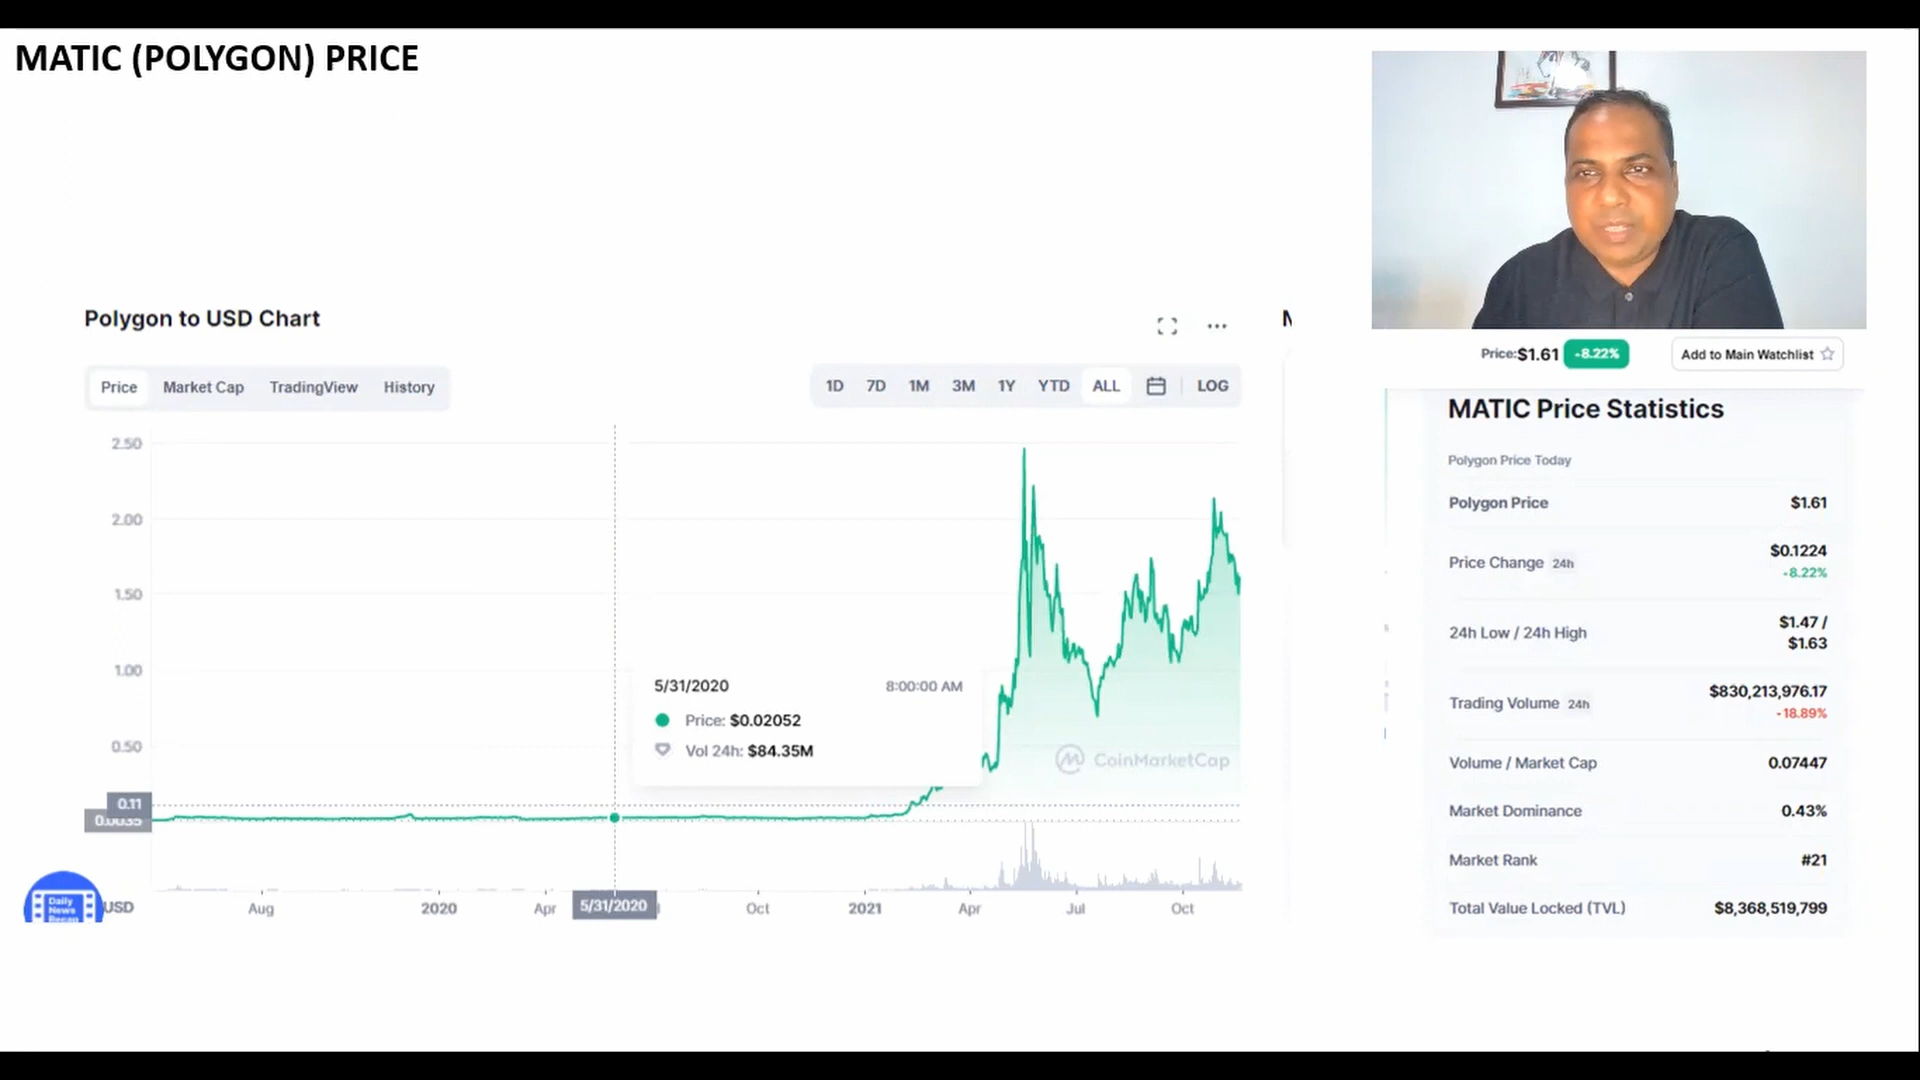 MATIC (POLYGON) PRICE
Polygon to USD Chart
Price Market Cap TradingView History
1D 7D 1M 3M 1Y YTD ALL LOG
2.50
2.00
1.50
1.00
0.50
0.11
0.0035
5/31/2020 8:00:00 AM
Price: $0.02052
Vol 24h: $84.35M
CoinMarketCap
USD Aug 2020 Apr 5/31/2020 Oct 2021 Apr Jul Oct
Daily
News
Recap
Price:$1.61 -8.22% Add to Main Watchlist
MATIC Price Statistics
Polygon Price Today
Polygon Price $1.61
Price Change 24h $0.1224
-8.22%
24h Low / 24h High $1.47 /
$1.63
Trading Volume 24h $830,213,976.17
-18.89%
Volume / Market Cap 0.07447
Market Dominance 0.43%
Market Rank #21
Total Value Locked (TVL) $8,368,519,799